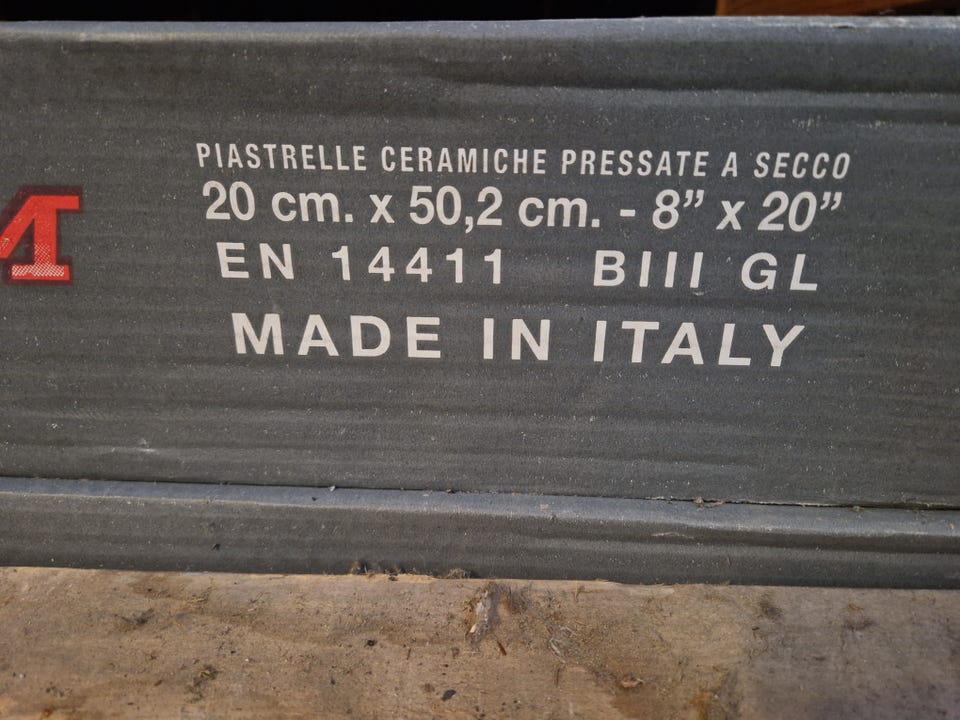 PIASTRELLE CERAMICHE PRESSATE A SECCO
20 cm. x 50,2 cm. - 8” x 20”
EN 14411 BIII GL
MADE IN ITALY